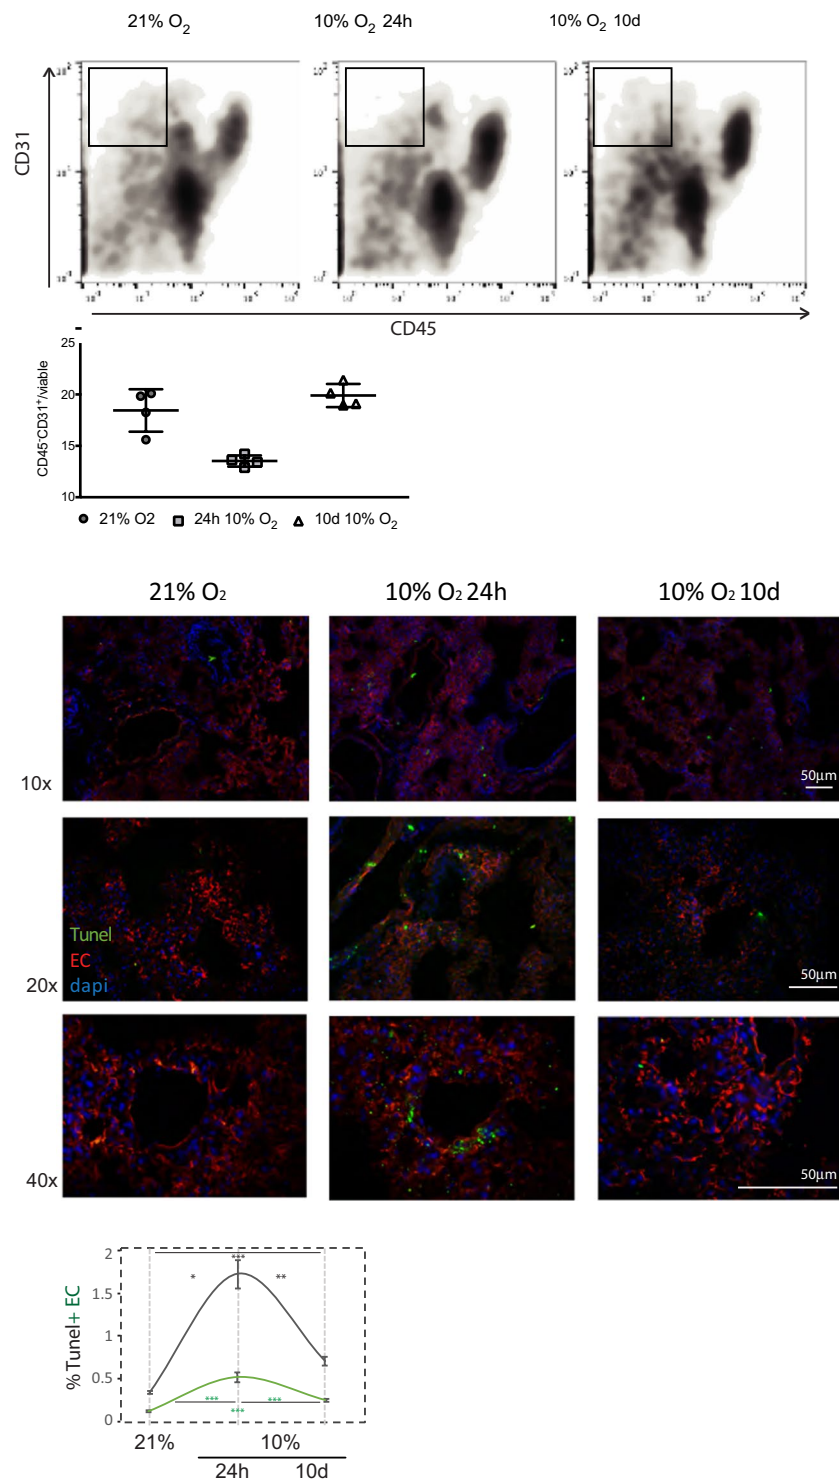 21% O2
10% O2 24h
10% O2 10d
CD31
CD45
-
25
20
15
10
CD45-CD31+/viable
21% O2
24h 10% O2
10d 10% O2
21% O2
10% O2 24h
10% O2 10d
10x
50µm
Tunel
EC
dapi
20x
50µm
40x
50µm
% Tunel+ EC
2
1.5
1
0.5
0
***
*
**
***
***
***
21%
10%
24h
10d